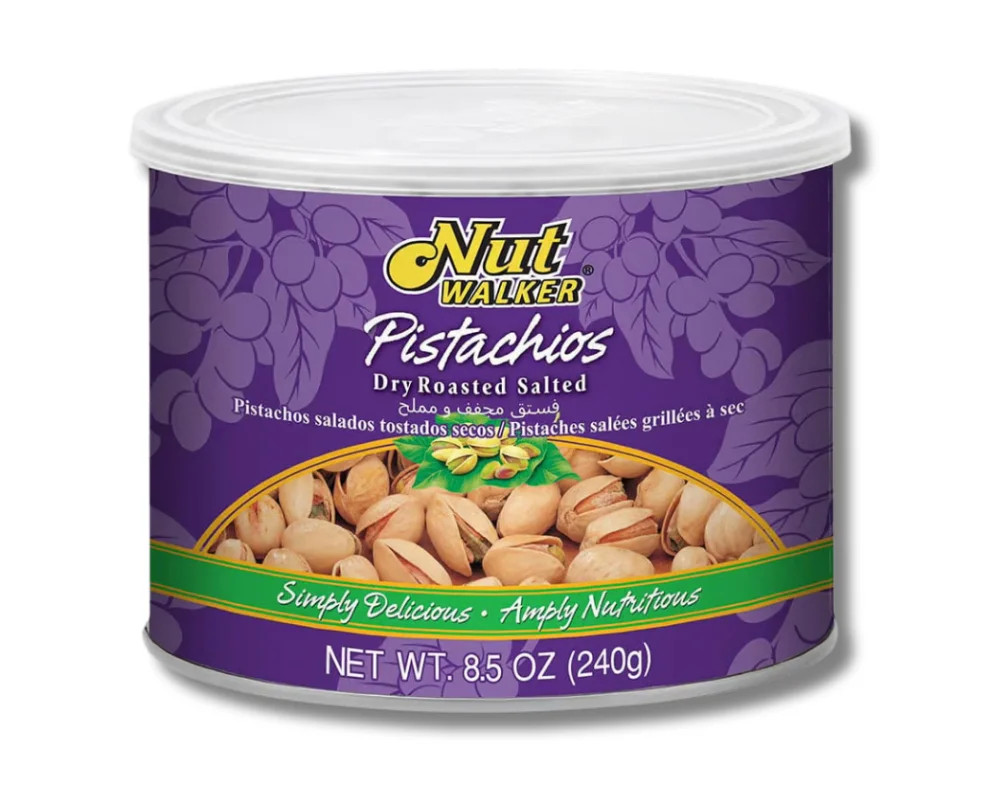 Nut
WALKER®
Pistachios
Dry Roasted Salted
فستق مجفف و مملح
Pistachos salados tostados secos / Pistaches salées grillées à sec
Simply Delicious • Amply Nutritious
NET WT. 8.5 OZ (240g)